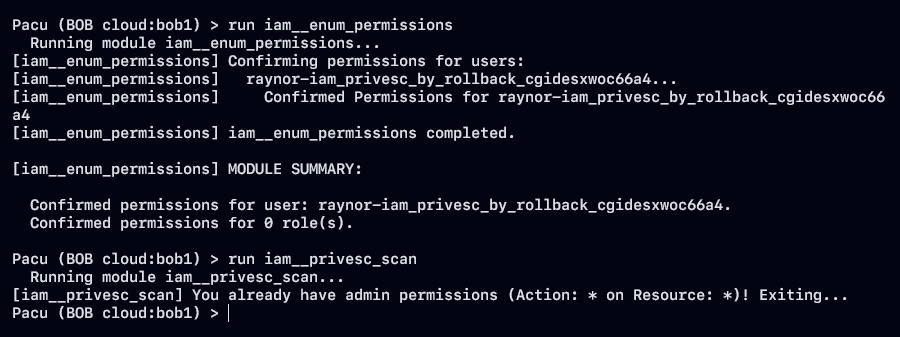 Pacu (BOB cloud:bob1) > run iam__enum_permissions
  Running module iam__enum_permissions...
[iam__enum_permissions] Confirming permissions for users:
[iam__enum_permissions]   raynor-iam_privesc_by_rollback_cgidesxwoc66a4...
[iam__enum_permissions]     Confirmed Permissions for raynor-iam_privesc_by_rollback_cgidesxwoc66
a4
[iam__enum_permissions] iam__enum_permissions completed.

[iam__enum_permissions] MODULE SUMMARY:

  Confirmed permissions for user: raynor-iam_privesc_by_rollback_cgidesxwoc66a4.
  Confirmed permissions for 0 role(s).

Pacu (BOB cloud:bob1) > run iam__privesc_scan
  Running module iam__privesc_scan...
[iam__privesc_scan] You already have admin permissions (Action: * on Resource: *)! Exiting...
Pacu (BOB cloud:bob1) >